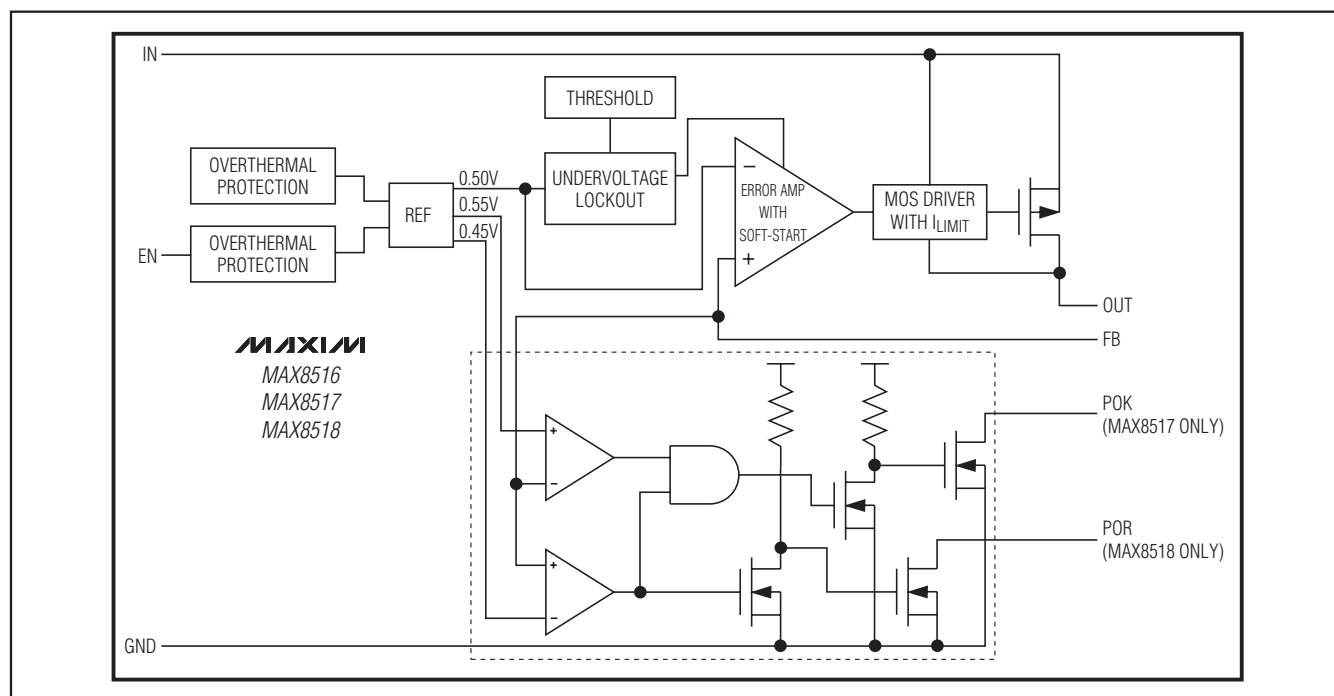 IN
THRESHOLD
OVERTHERMAL
PROTECTION
UNDERVOLTAGE
LOCKOUT
REF
0.50V
0.55V
0.45V
EN
OVERTHERMAL
PROTECTION
−
ERROR AMP
WITH
SOFT-START
+
MOS DRIVER
WITH ILIMIT
OUT
FB
MAXIM
MAX8516
MAX8517
MAX8518
+
−
+
−
POK
(MAX8517 ONLY)
POR
(MAX8518 ONLY)
GND